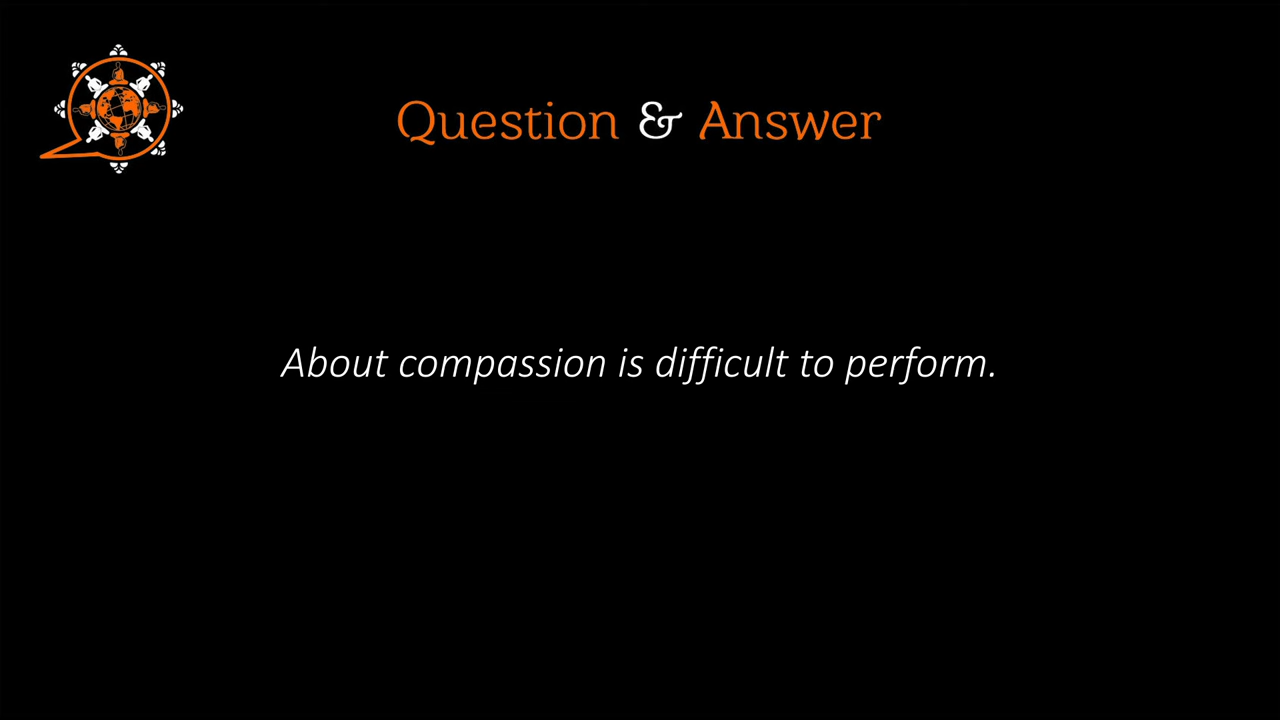 Question & Answer
About compassion is difficult to perform.